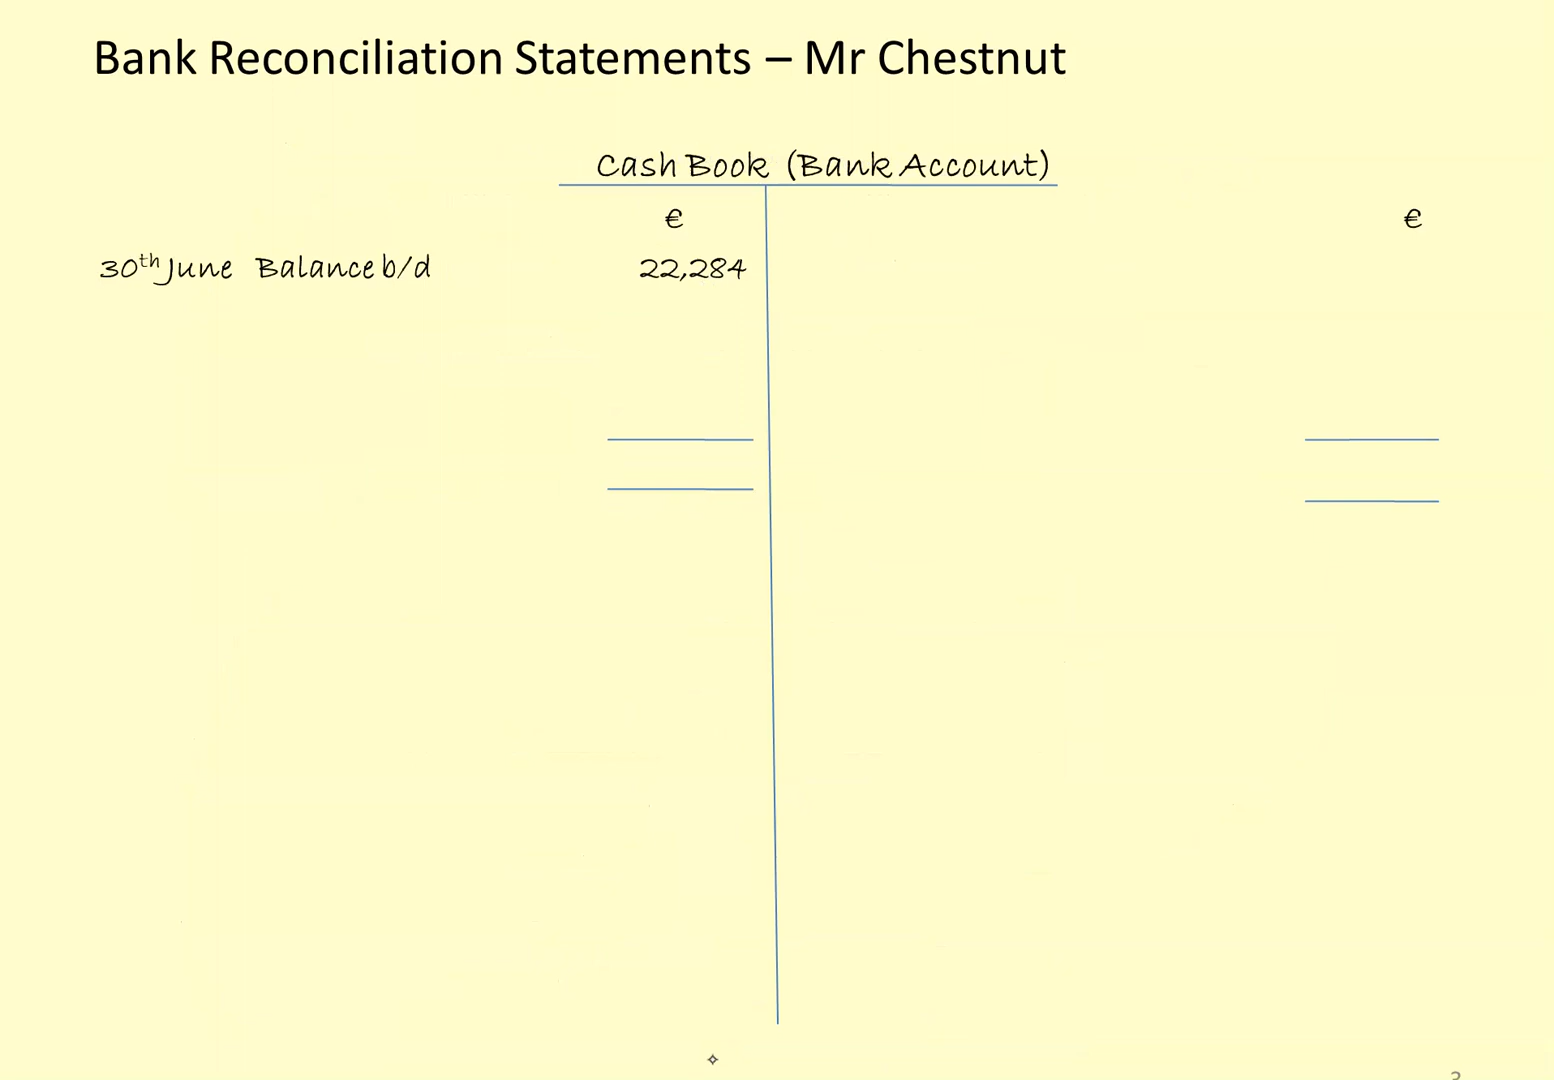 Bank Reconciliation Statements – Mr Chestnut
Cash Book (Bank Account)
€ €
30th June Balance b/d 22,284